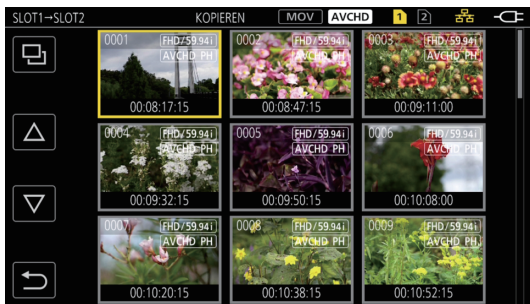 SLOT1→SLOT2 KOPIEREN MOV AVCHD 1 2
0001 FHD/59.94i AVCHD PH 00:08:17:15
0002 FHD/59.94i AVCHD PH 00:08:47:15
0003 FHD/59.94i AVCHD PH 00:09:11:00
0004 FHD/59.94i AVCHD PH 00:09:32:15
0005 FHD/59.94i AVCHD PH 00:09:50:15
0006 FHD/59.94i AVCHD PH 00:10:08:00
0007 FHD/59.94i AVCHD PH 00:10:20:15
0008 FHD/59.94i AVCHD PH 00:10:38:15
0009 FHD/59.94i AVCHD PH 00:10:52:15